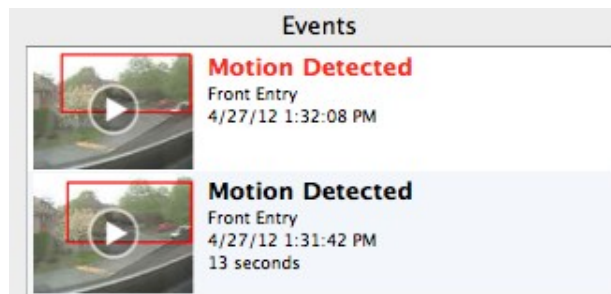 Events
Motion Detected
Front Entry
4/27/12 1:32:08 PM
Motion Detected
Front Entry
4/27/12 1:31:42 PM
13 seconds